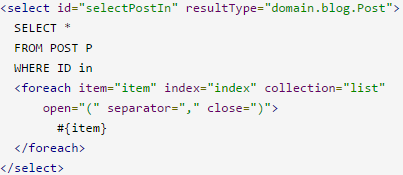 <select id="selectPostIn" resultType="domain.blog.Post">
  SELECT *
  FROM POST P
  WHERE ID in
  <foreach item="item" index="index" collection="list"
      open="(" separator="," close=")">
        #{item}
  </foreach>
</select>